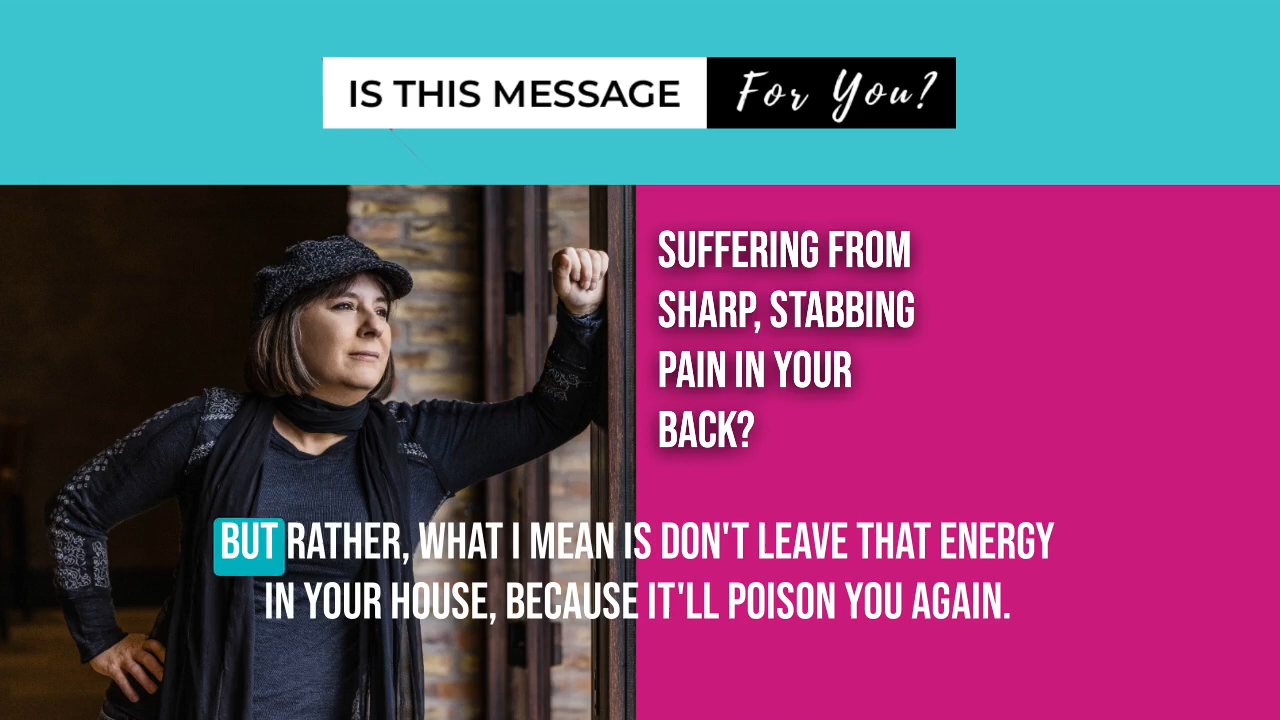 IS THIS MESSAGE For You?
SUFFERING FROM
SHARP, STABBING
PAIN IN YOUR
BACK?
BUT RATHER, WHAT I MEAN IS DON'T LEAVE THAT ENERGY
IN YOUR HOUSE, BECAUSE IT'LL POISON YOU AGAIN.